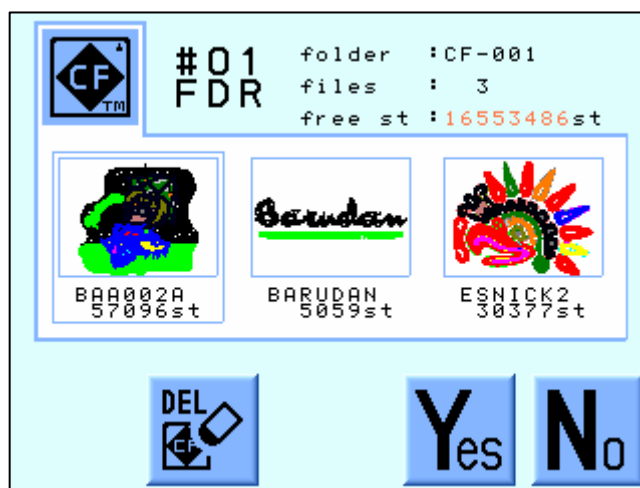 CF
TM
#01
FDR
folder :CF-001
files : 3
free st :16553486st
Barudan
BAA002A
57096st
BARUDAN
5059st
ESNICK2
30377st
DEL
CF
Yes
No